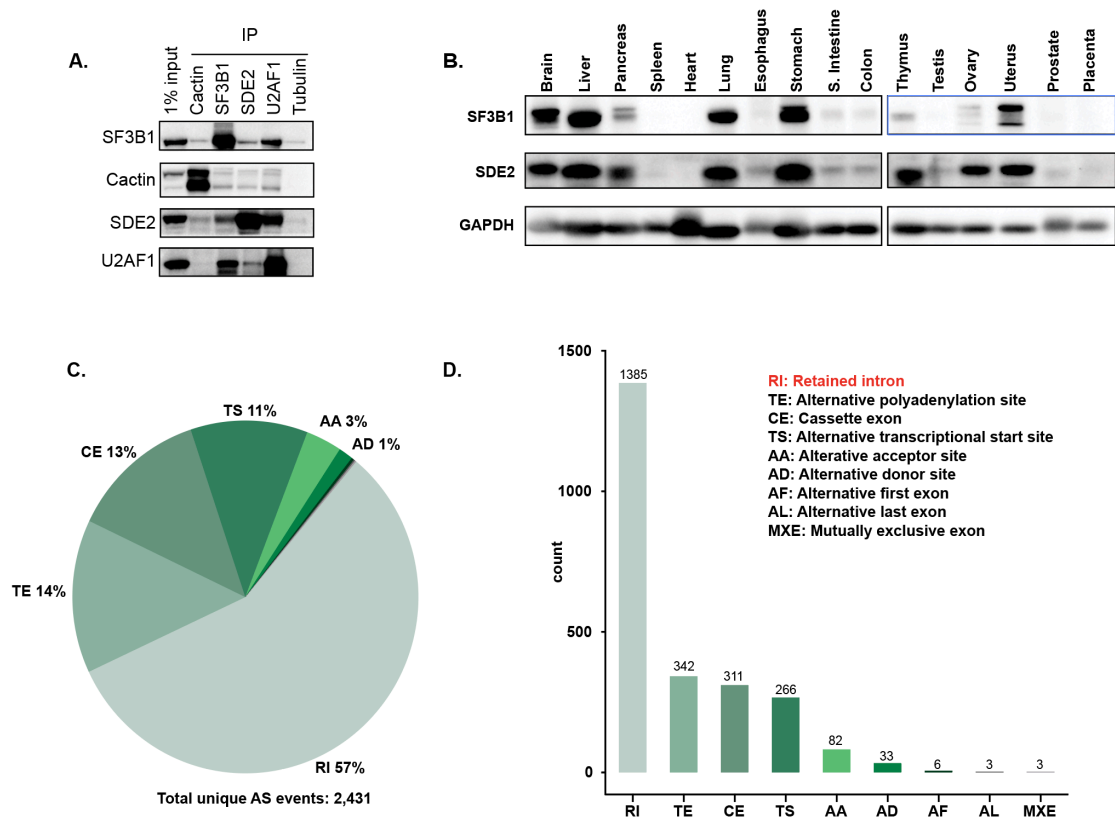 A.
IP
1% input
Cactin
SF3B1
SDE2
U2AF1
Tubulin
SF3B1
Cactin
SDE2
U2AF1
B.
Brain
Liver
Pancreas
Spleen
Heart
Lung
Esophagus
Stomach
S. Intestine
Colon
Thymus
Testis
Ovary
Uterus
Prostate
Placenta
SF3B1
SDE2
GAPDH
C.
TS 11%
AA 3%
AD 1%
CE 13%
TE 14%
RI 57%
Total unique AS events: 2,431
D.
1500
1000
500
0
count
1385
342
311
266
82
33
6
3
3
RI: Retained intron
TE: Alternative polyadenylation site
CE: Cassette exon
TS: Alternative transcriptional start site
AA: Alterative acceptor site
AD: Alternative donor site
AF: Alternative first exon
AL: Alternative last exon
MXE: Mutually exclusive exon
RI TE CE TS AA AD AF AL MXE